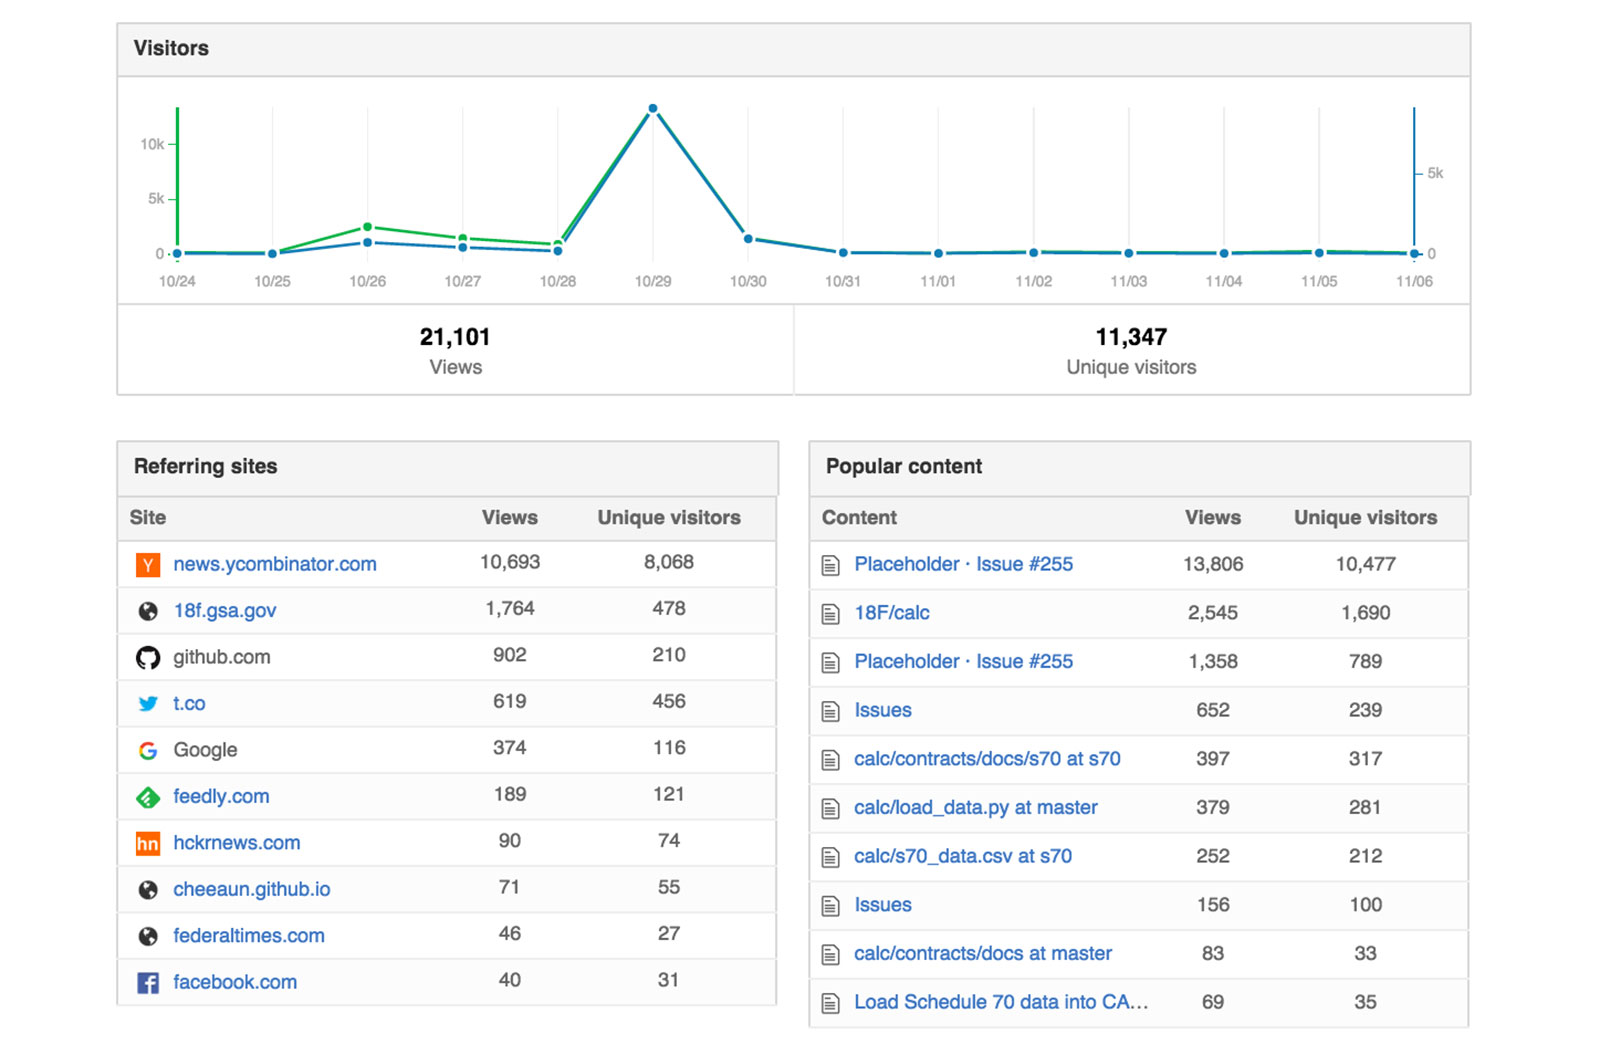 Visitors
10k
5k
0
5k
0
10/24 10/25 10/26 10/27 10/28 10/29 10/30 10/31 11/01 11/02 11/03 11/04 11/05 11/06
21,101
Views
11,347
Unique visitors
Referring sites
Site Views Unique visitors
Y news.ycombinator.com 10,693 8,068
18f.gsa.gov 1,764 478
github.com 902 210
t.co 619 456
G Google 374 116
feedly.com 189 121
hn hckrnews.com 90 74
cheeaun.github.io 71 55
federaltimes.com 46 27
f facebook.com 40 31
Popular content
Content Views Unique visitors
Placeholder · Issue #255 13,806 10,477
18F/calc 2,545 1,690
Placeholder · Issue #255 1,358 789
Issues 652 239
calc/contracts/docs/s70 at s70 397 317
calc/load_data.py at master 379 281
calc/s70_data.csv at s70 252 212
Issues 156 100
calc/contracts/docs at master 83 33
Load Schedule 70 data into CA... 69 35